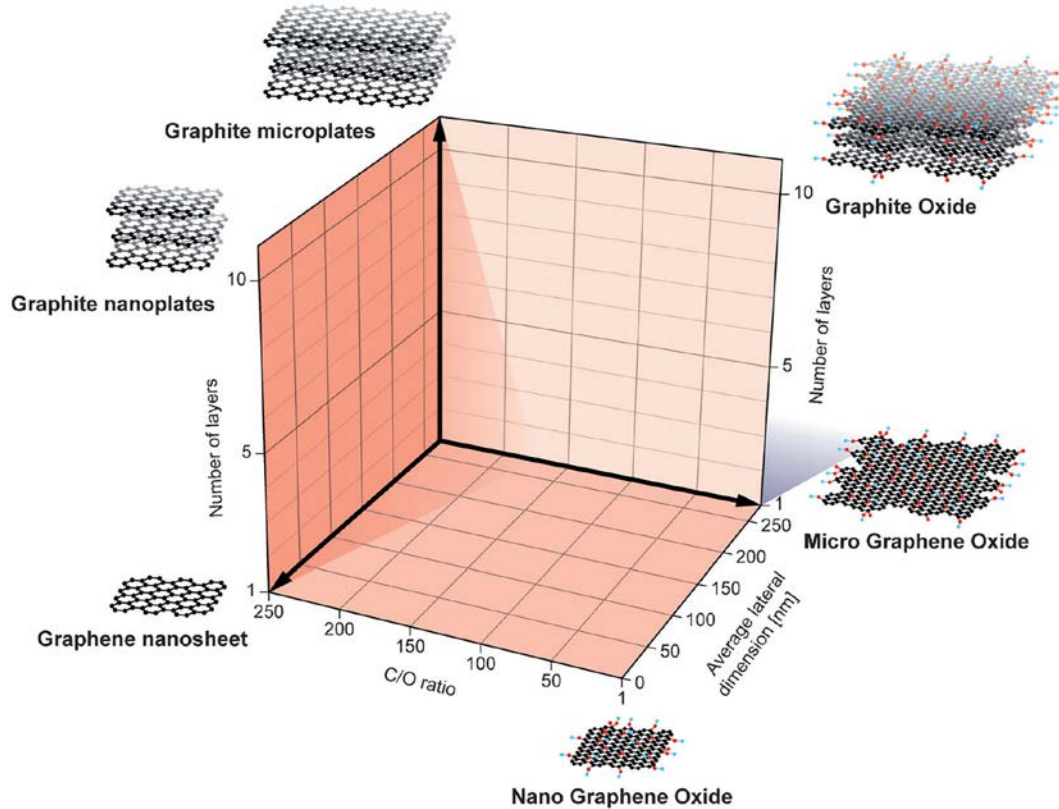 Graphite microplates
Graphite Oxide
Graphite nanoplates
Number of layers
10
5
1
Number of layers
10
5
1
Graphene nanosheet
Micro Graphene Oxide
250
200
150
100
50
1
C/O ratio
250
200
150
100
50
0
Average lateral
dimension [nm]
Nano Graphene Oxide